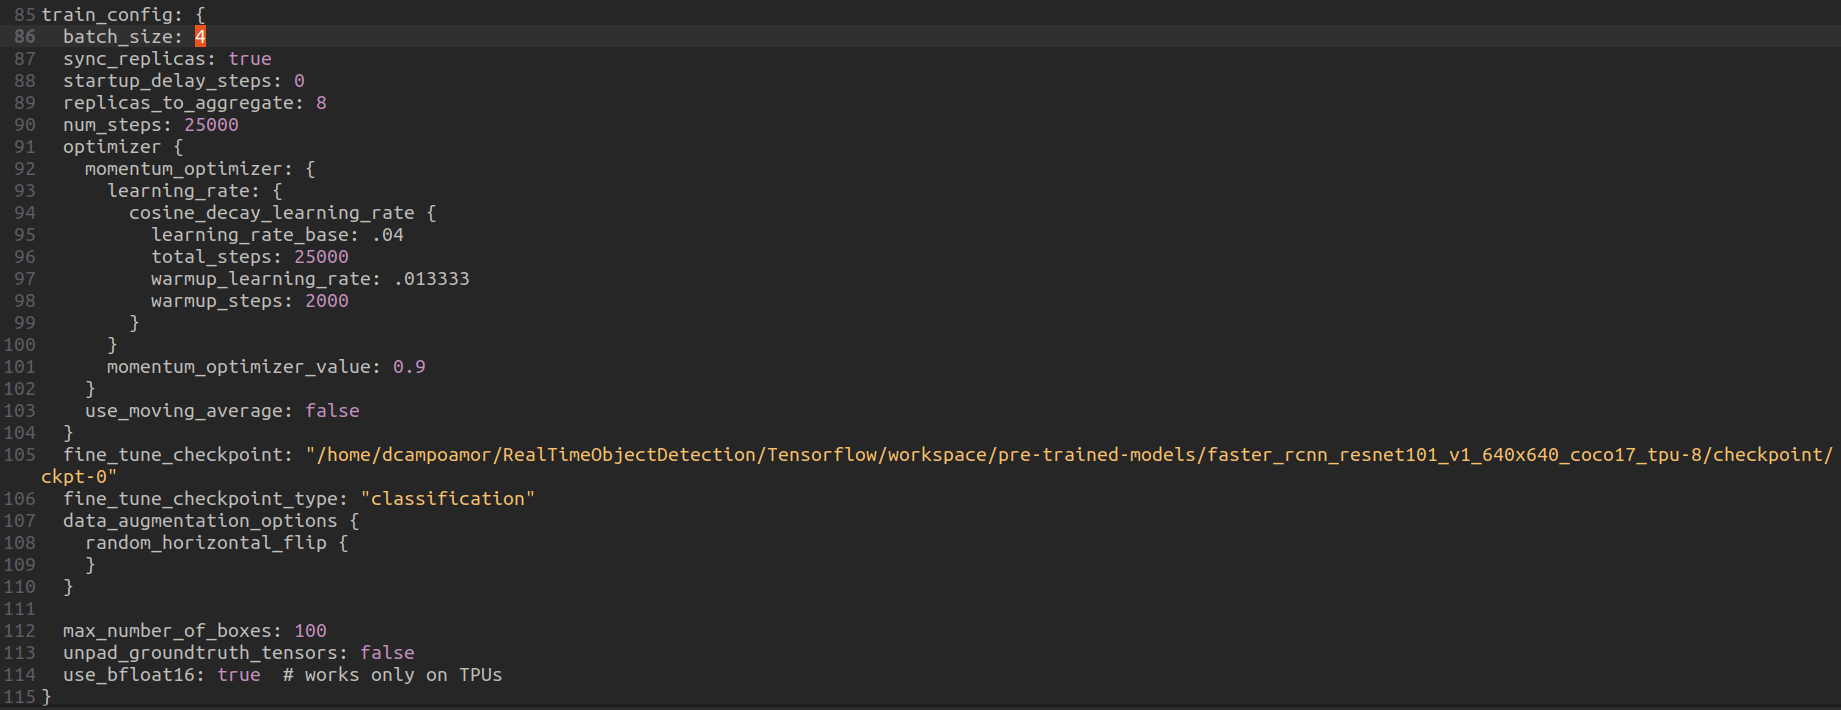 85 train_config: {
86   batch_size: 4
87   sync_replicas: true
88   startup_delay_steps: 0
89   replicas_to_aggregate: 8
90   num_steps: 25000
91   optimizer {
92     momentum_optimizer: {
93       learning_rate: {
94         cosine_decay_learning_rate {
95           learning_rate_base: .04
96           total_steps: 25000
97           warmup_learning_rate: .013333
98           warmup_steps: 2000
99         }
100       }
101       momentum_optimizer_value: 0.9
102     }
103     use_moving_average: false
104   }
105   fine_tune_checkpoint: "/home/dcampoamor/RealTimeObjectDetection/Tensorflow/workspace/pre-trained-models/faster_rcnn_resnet101_v1_640x640_coco17_tpu-8/checkpoint/
ckpt-0"
106   fine_tune_checkpoint_type: "classification"
107   data_augmentation_options {
108     random_horizontal_flip {
109     }
110   }
111
112   max_number_of_boxes: 100
113   unpad_groundtruth_tensors: false
114   use_bfloat16: true  # works only on TPUs
115 }